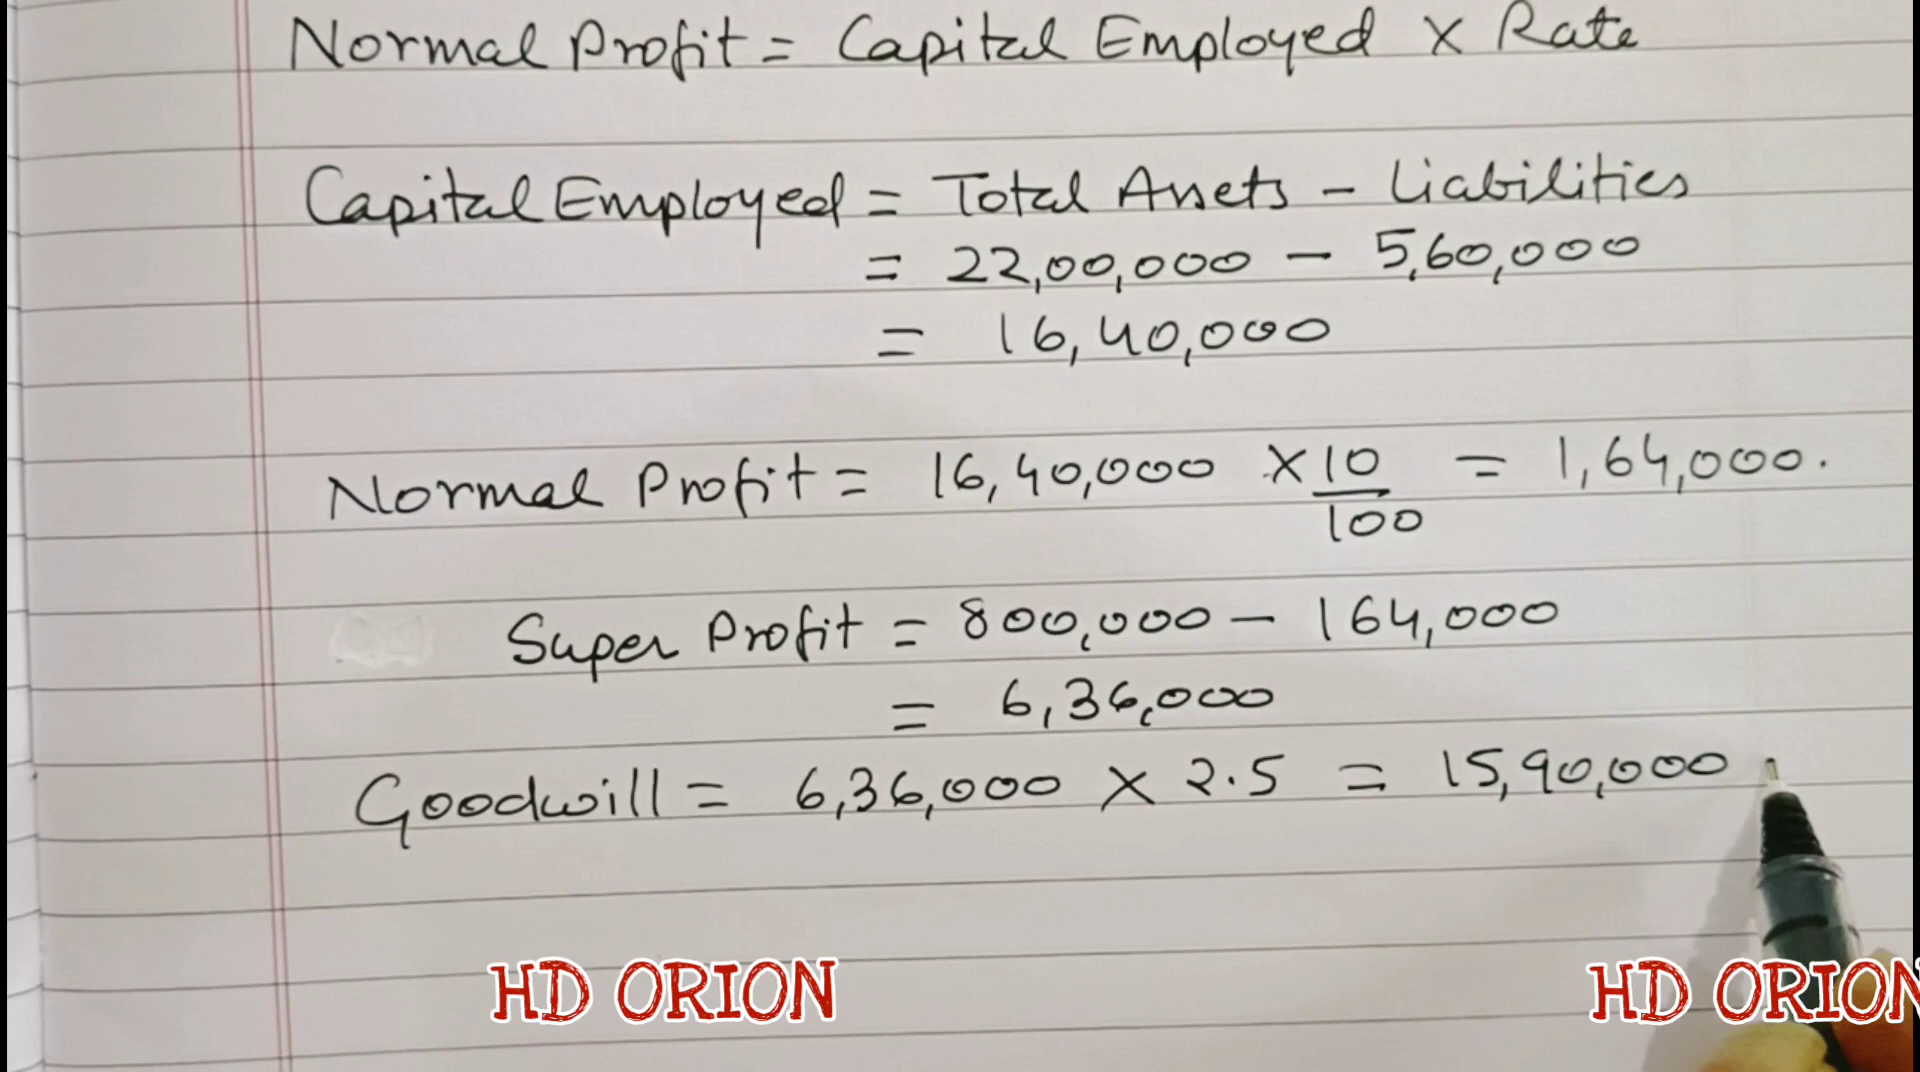 Normal Profit = Capital Employed X Rate
Capital Employed = Total Assets - Liabilities
= 22,00,000 - 5,60,000
= 16,40,000
Normal Profit = 16,40,000 X 10/100 = 1,64,000.
Super Profit = 800,000 - 164,000
= 6,36,000
Goodwill = 6,36,000 X 2.5 = 15,90,000
HD ORION HD ORION